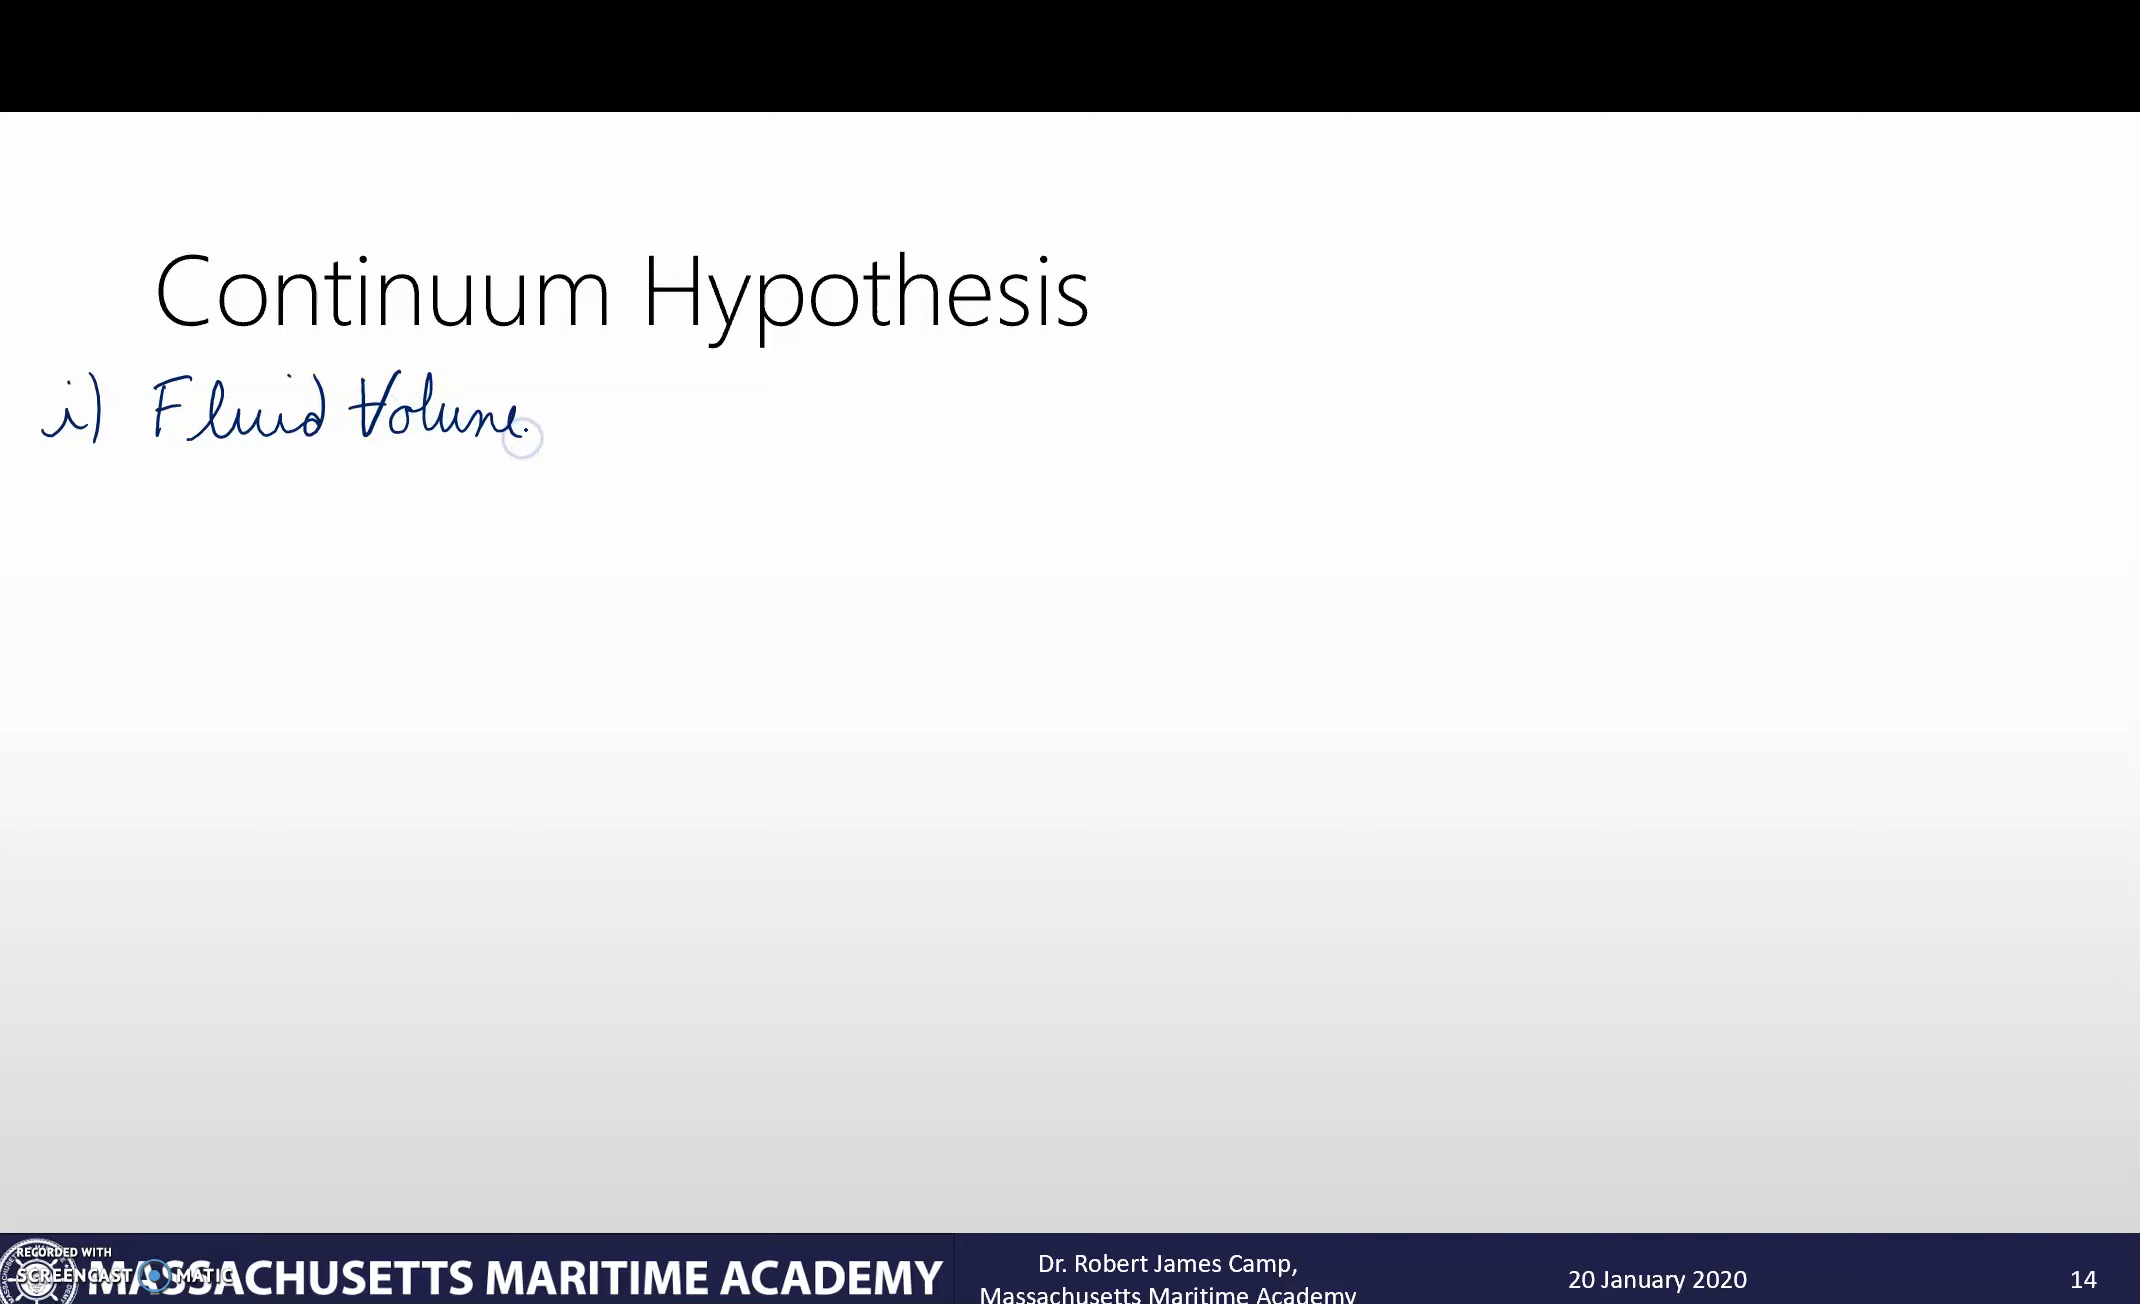 Continuum Hypothesis
i) Fluid Volume
RECORDED WITH
SCREENCAST MATIC
MASSACHUSETTS MARITIME ACADEMY
Dr. Robert James Camp,
Massachusetts Maritime Academy
20 January 2020
14